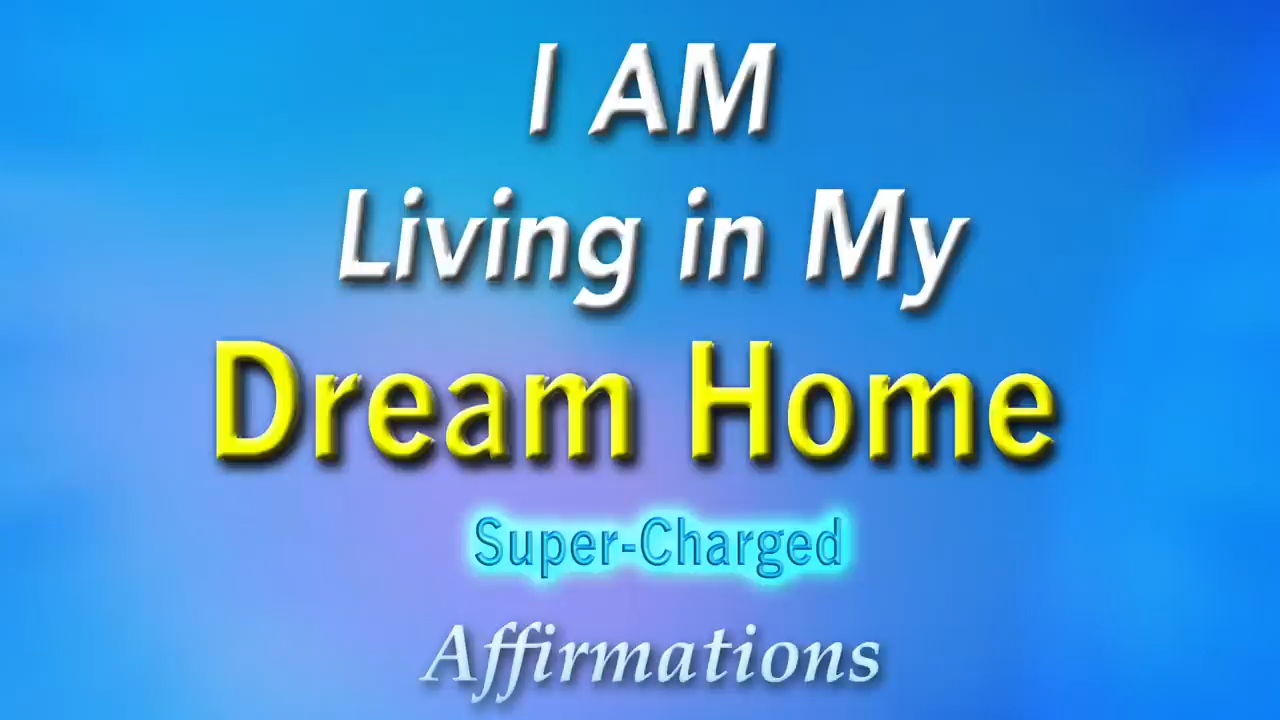 I AM
Living in My
Dream Home
Super-Charged
Affirmations